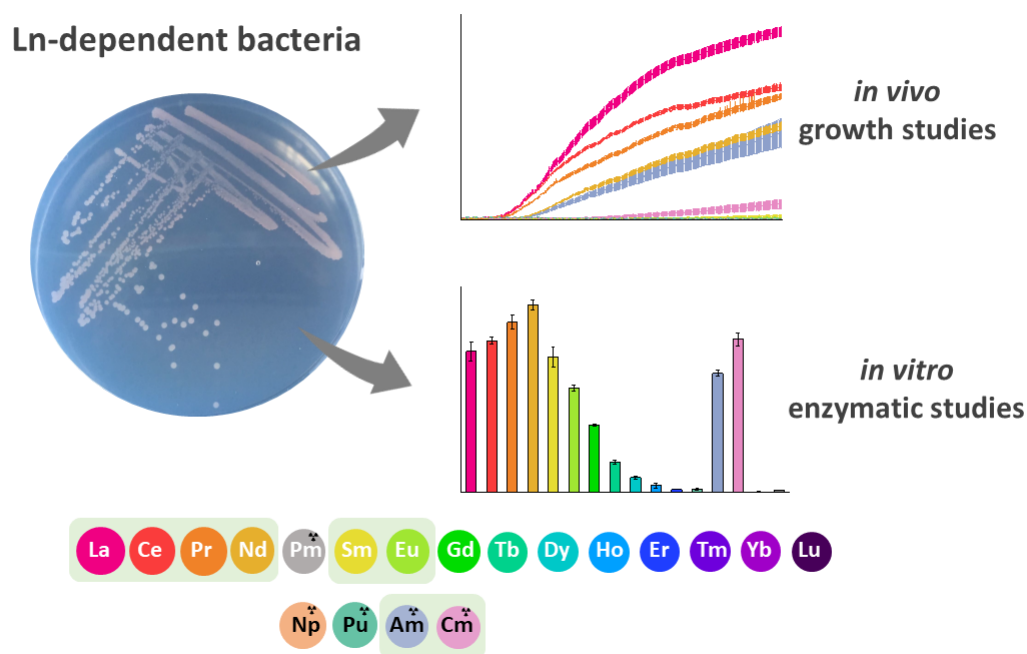 Ln-dependent bacteria
in vivo
growth studies
in vitro
enzymatic studies
La Ce Pr Nd Pm Sm Eu Gd Tb Dy Ho Er Tm Yb Lu
Np Pu Am Cm